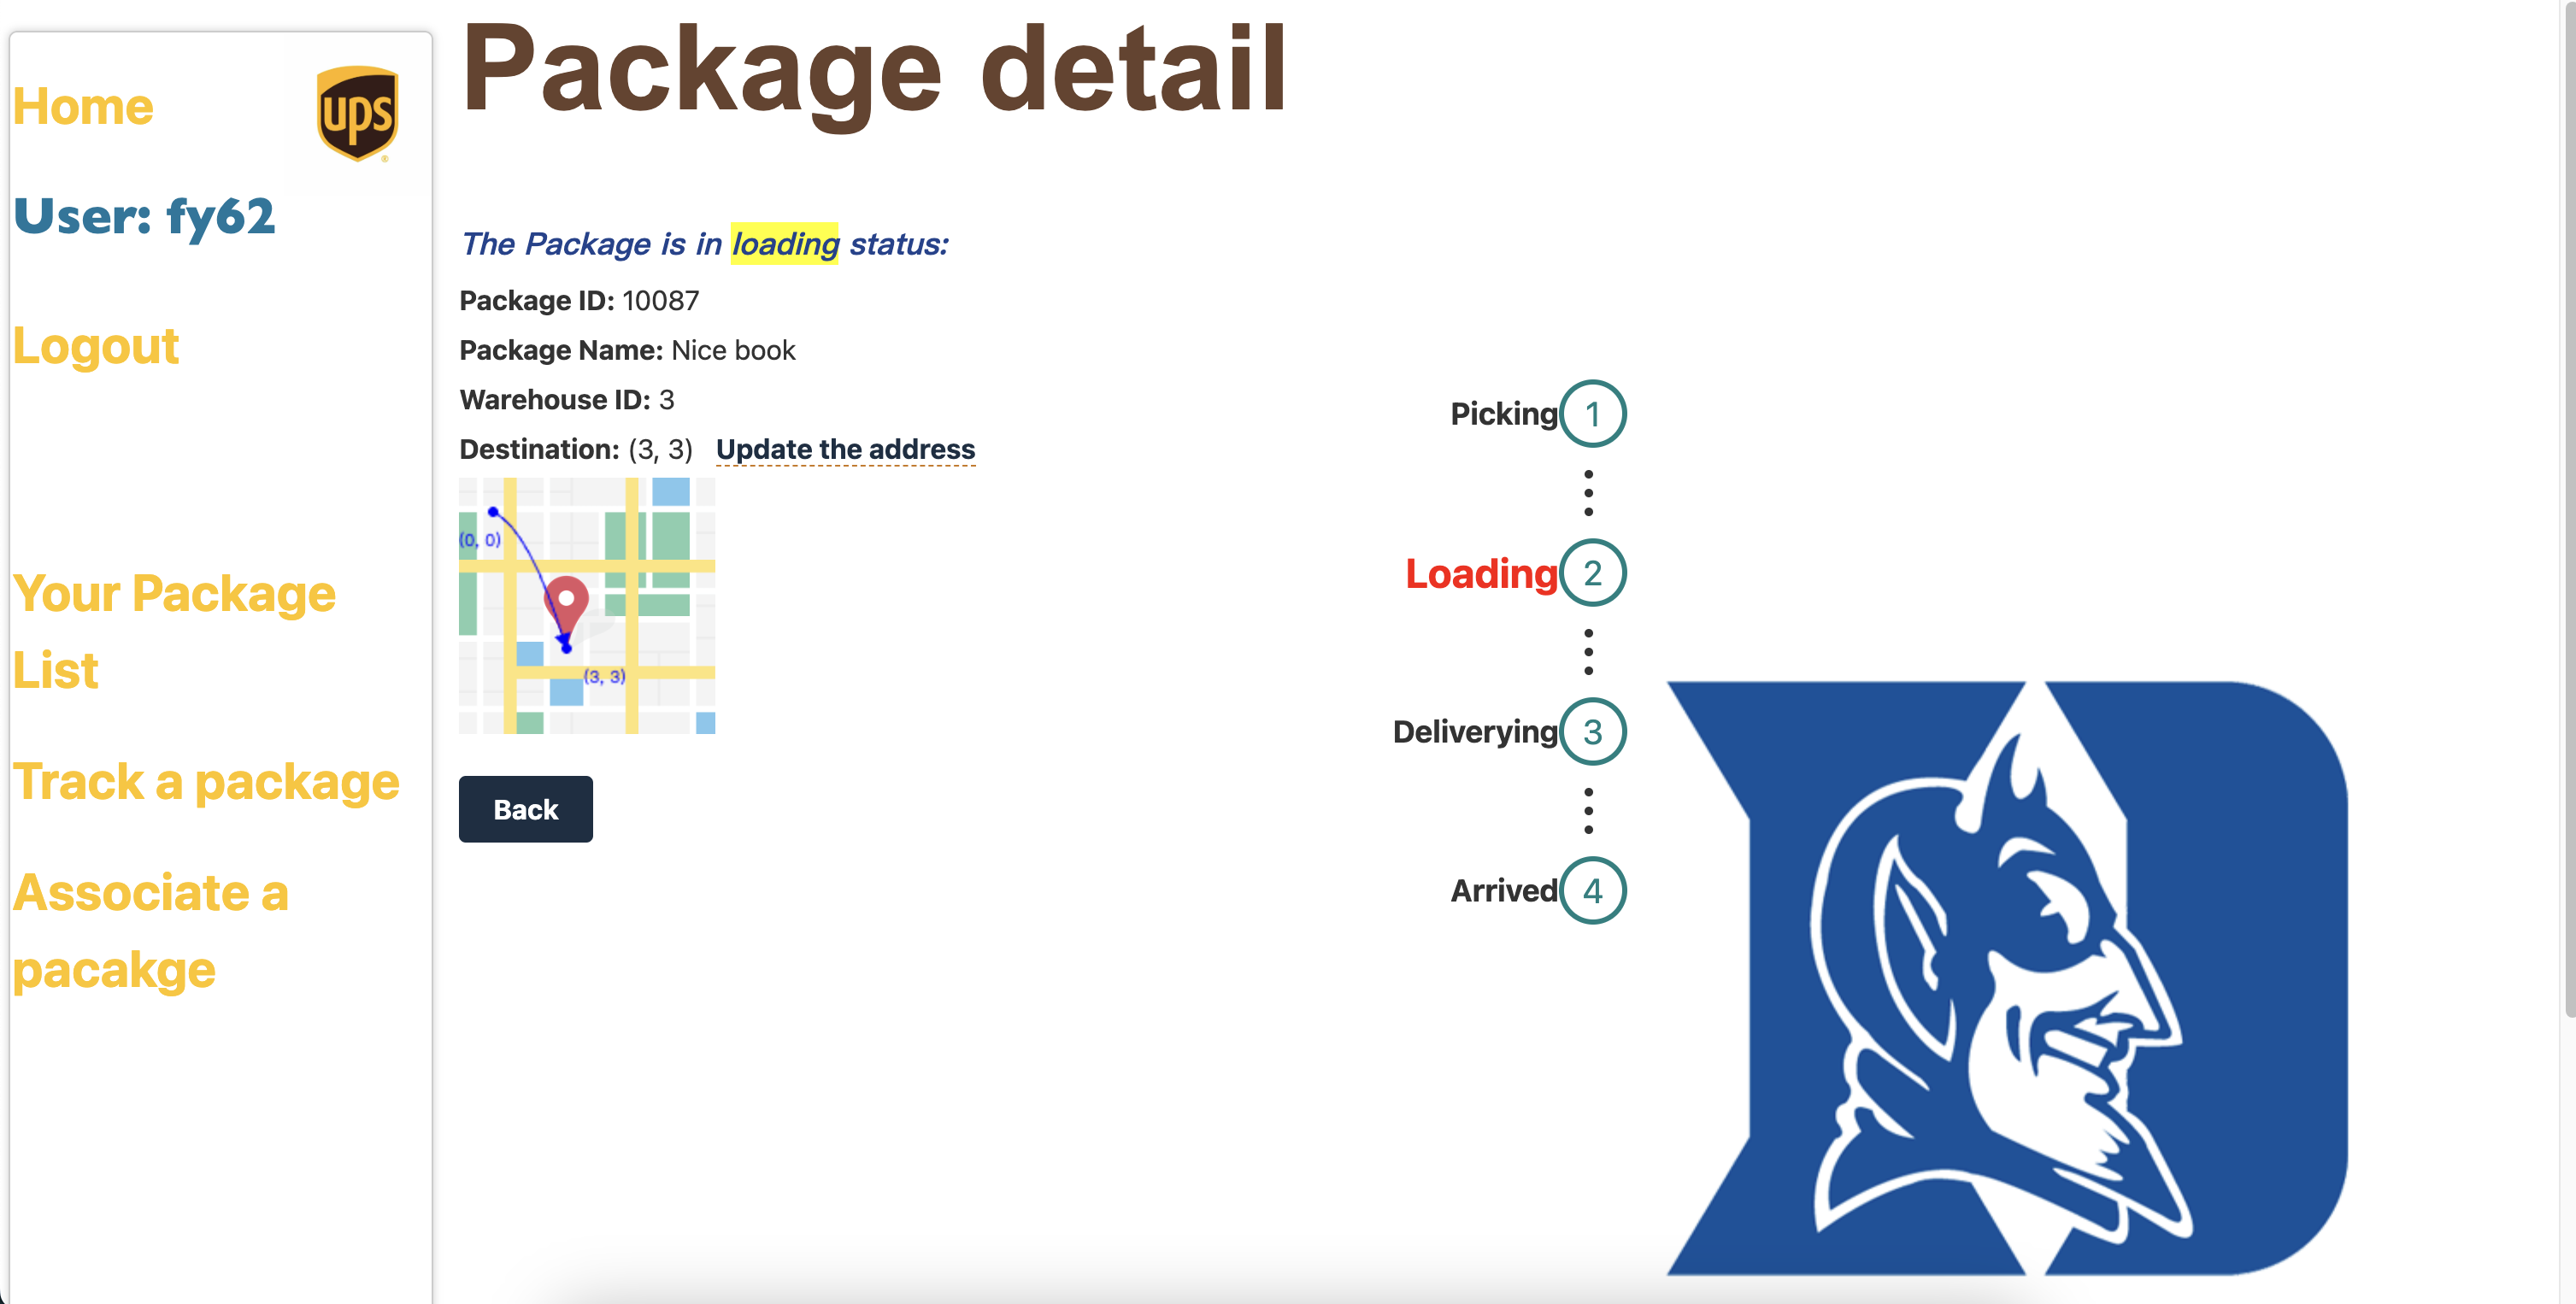 Home
ups
®
User: fy62
Logout
Your Package
List
Track a package
Associate a
pacakge
Package detail
The Package is in loading status:
Package ID: 10087
Package Name: Nice book
Warehouse ID: 3
Destination: (3, 3) Update the address
(0, 0)
(3, 3)
Back
Picking 1
Loading 2
Deliverying 3
Arrived 4